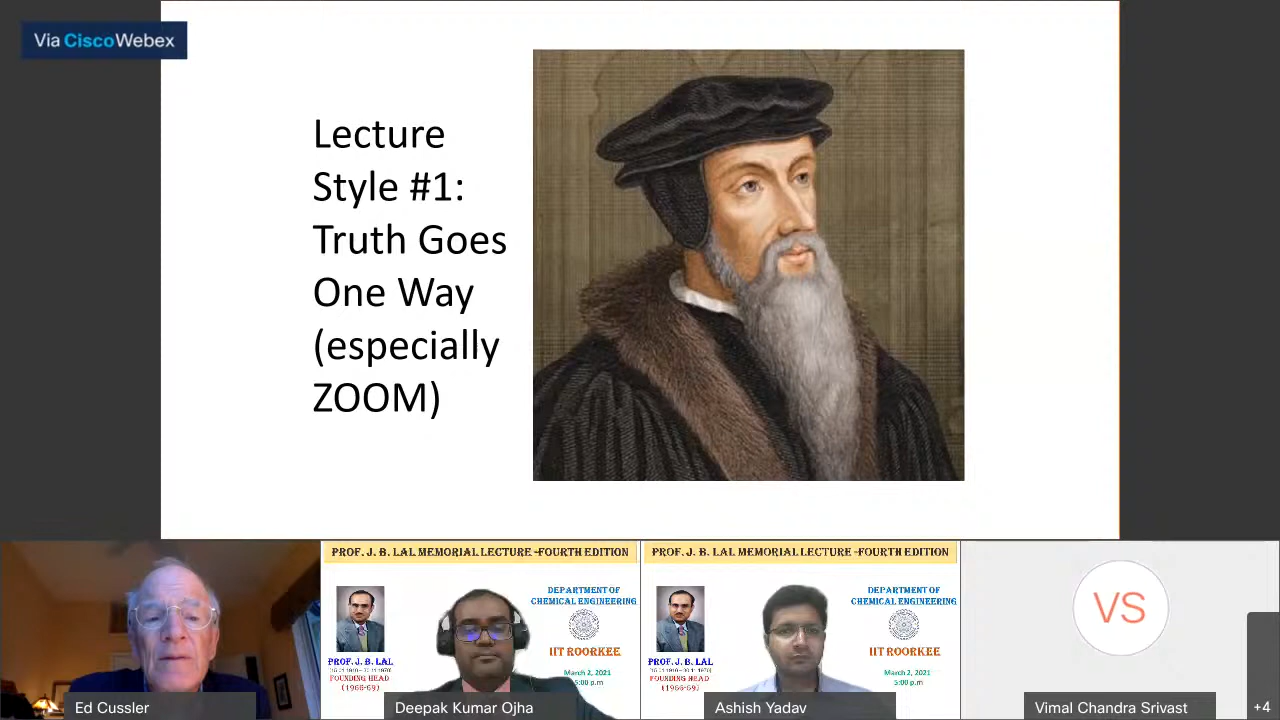 Via CiscoWebex
Lecture
Style #1:
Truth Goes
One Way
(especially
ZOOM)
PROF. J. B. LAL MEMORIAL LECTURE -FOURTH EDITION
DEPARTMENT OF
CHEMICAL ENGINEERING
IIT ROORKEE
PROF. J. B. LAL
FOUNDING HEAD
(1966-69)
March 2, 2021
5:00 p.m
PROF. J. B. LAL MEMORIAL LECTURE -FOURTH EDITION
DEPARTMENT OF
CHEMICAL ENGINEERING
IIT ROORKEE
PROF. J. B. LAL
FOUNDING HEAD
(1966-69)
March 2, 2021
5:00 p.m
VS
Ed Cussler
Deepak Kumar Ojha
Ashish Yadav
Vimal Chandra Srivast
+4